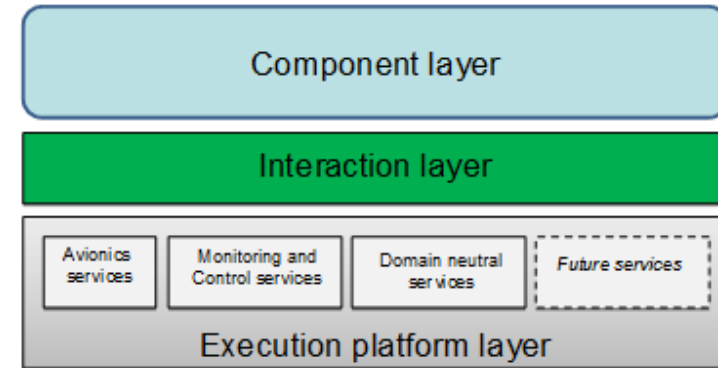 Component layer
Interaction layer
Avionics
services
Monitoring and
Control services
Domain neutral
services
Future services
Execution platform layer